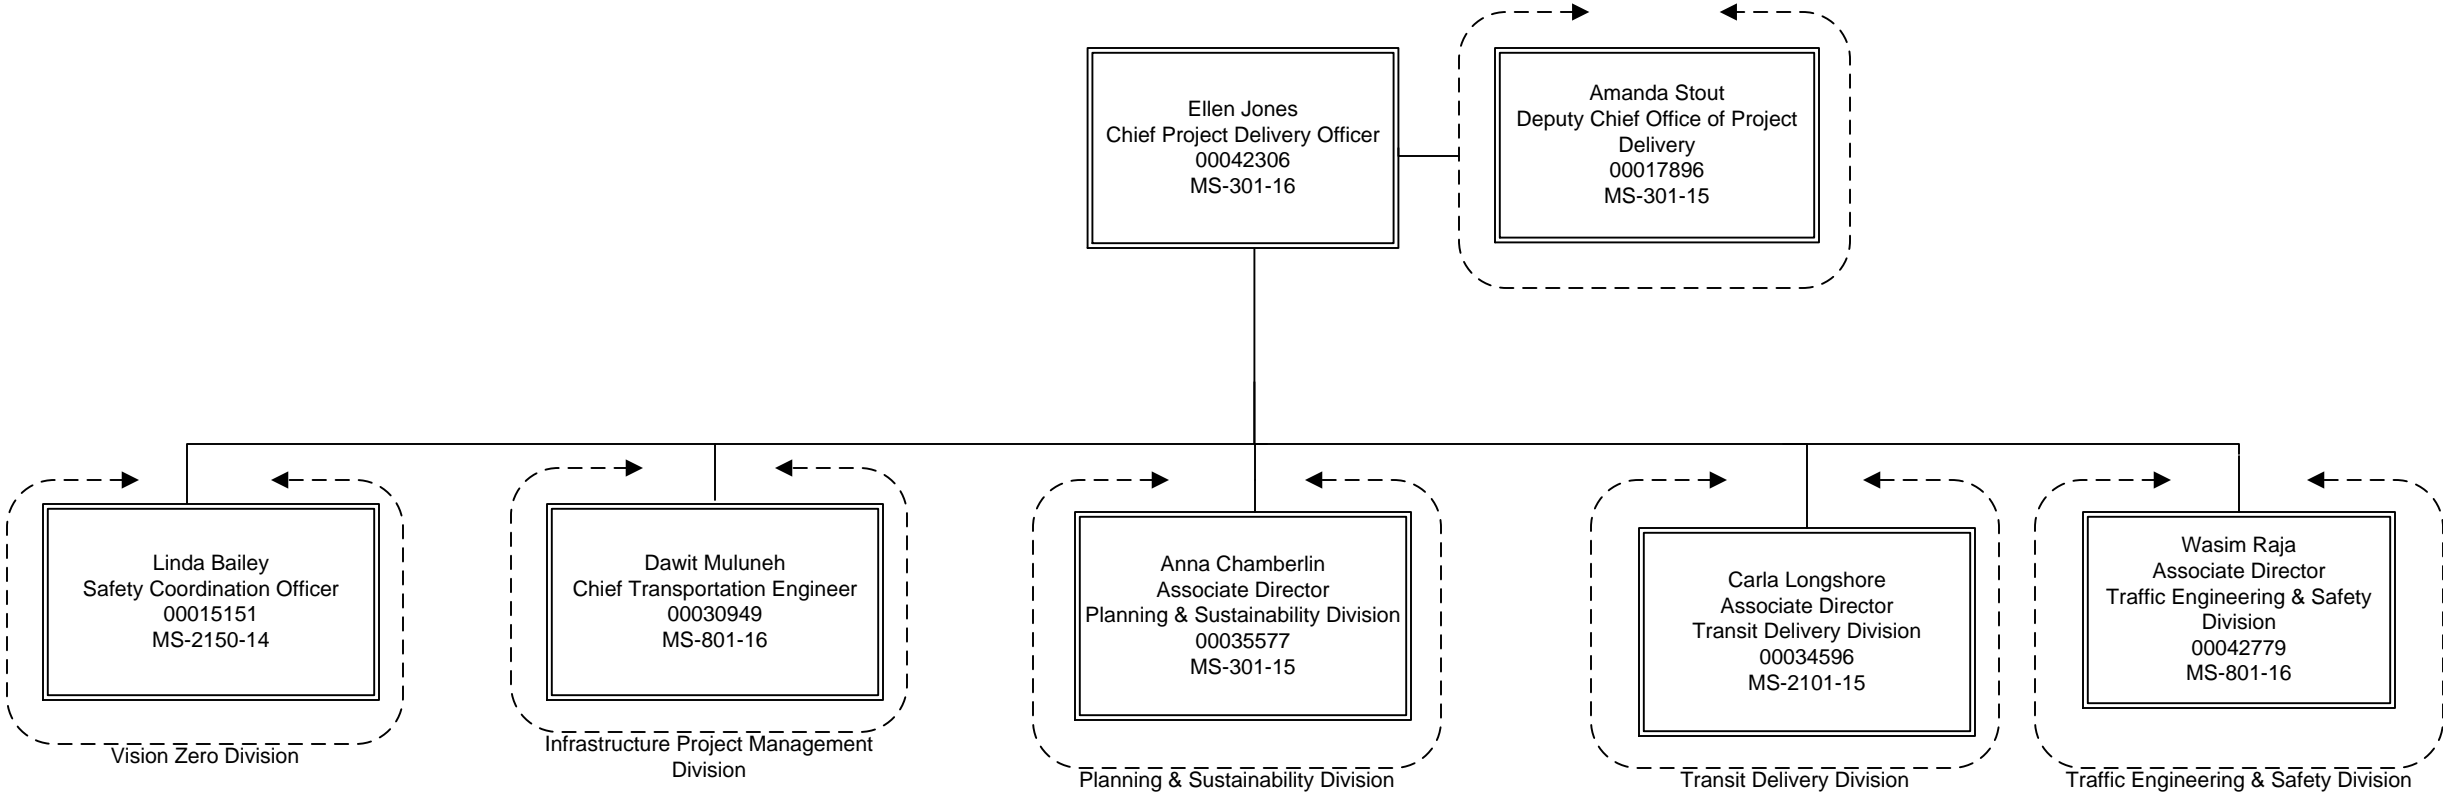 Ellen Jones
Chief Project Delivery Officer
00042306
MS-301-16
Amanda Stout
Deputy Chief Office of Project
Delivery
00017896
MS-301-15
Linda Bailey
Safety Coordination Officer
00015151
MS-2150-14
Vision Zero Division
Dawit Muluneh
Chief Transportation Engineer
00030949
MS-801-16
Infrastructure Project Management
Division
Anna Chamberlin
Associate Director
Planning & Sustainability Division
00035577
MS-301-15
Planning & Sustainability Division
Carla Longshore
Associate Director
Transit Delivery Division
00034596
MS-2101-15
Transit Delivery Division
Wasim Raja
Associate Director
Traffic Engineering & Safety
Division
00042779
MS-801-16
Traffic Engineering & Safety Division